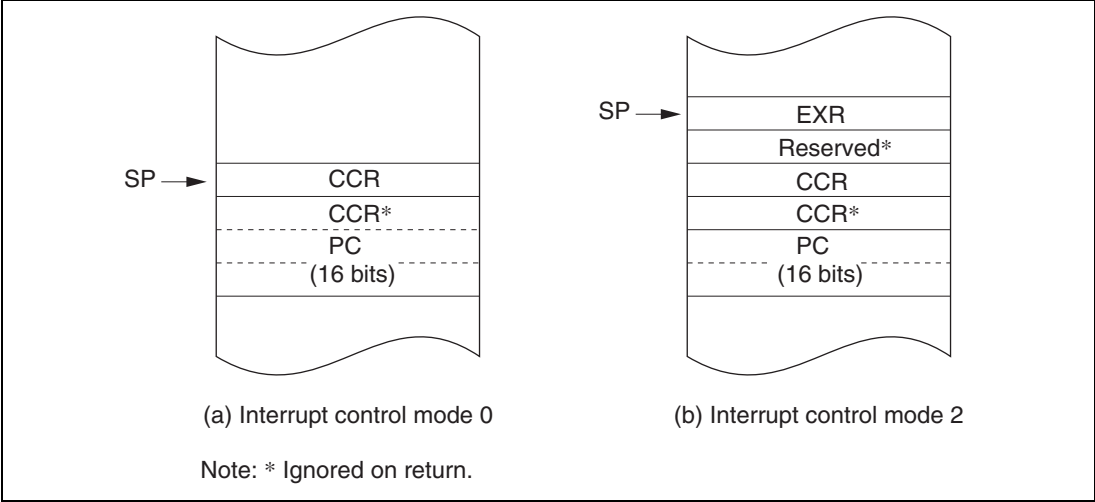 SP
CCR
CCR*
PC
(16 bits)
(a) Interrupt control mode 0
SP
EXR
Reserved*
CCR
CCR*
PC
(16 bits)
(b) Interrupt control mode 2
Note: * Ignored on return.